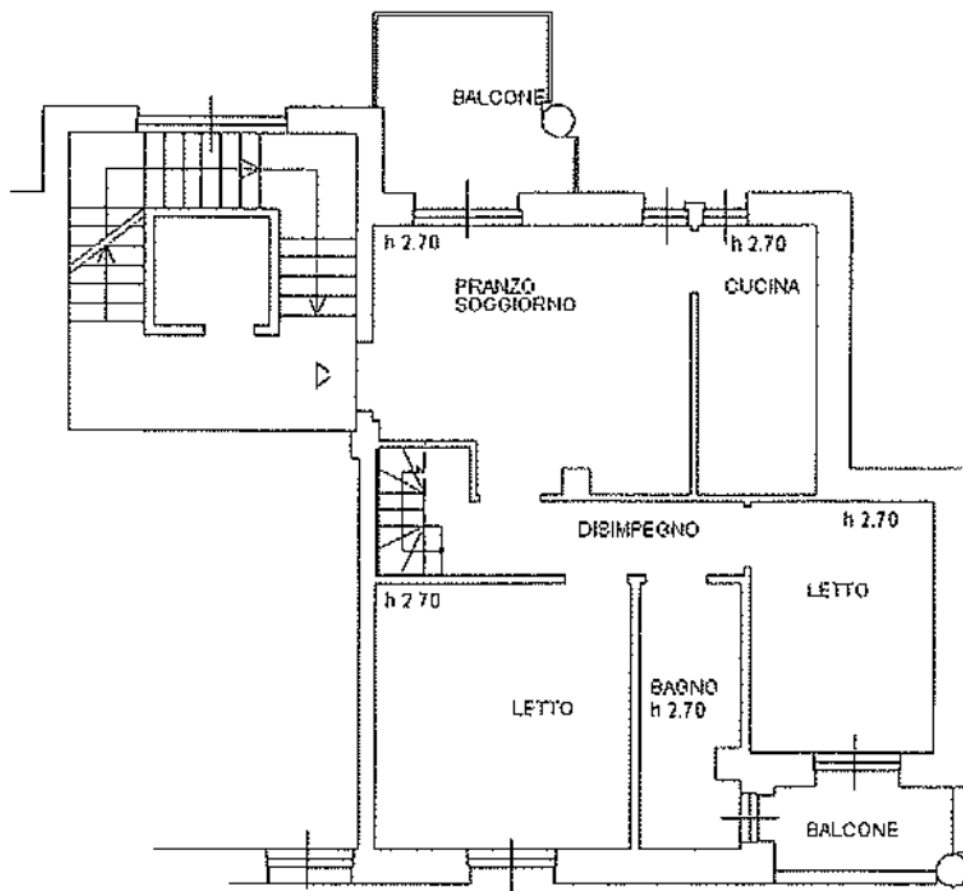 BALCONE
h 2.70
h 2.70
PRANZO
SOGGIORNO
CUCINA
DISIMPEGNO
h 2.70
LETTO
h 2.70
LETTO
BAGNO
h 2.70
BALCONE